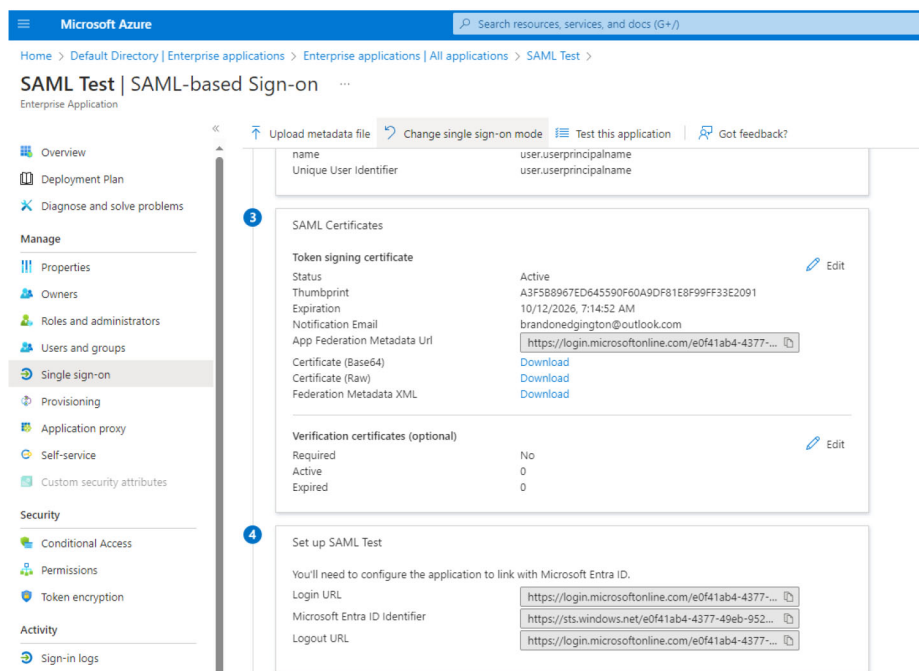 Microsoft Azure
Search resources, services, and docs (G+/)
Home > Default Directory | Enterprise applications > Enterprise applications | All applications > SAML Test >
SAML Test | SAML-based Sign-on ...
Enterprise Application
Upload metadata file Change single sign-on mode Test this application | Got feedback?
Overview
Deployment Plan
Diagnose and solve problems
Manage
Properties
Owners
Roles and administrators
Users and groups
Single sign-on
Provisioning
Application proxy
Self-service
Custom security attributes
Security
Conditional Access
Permissions
Token encryption
Activity
Sign-in logs
name user.userprincipalname
Unique User Identifier user.userprincipalname
3
SAML Certificates
Token signing certificate
Edit
Status Active
Thumbprint A3F5B8967ED645590F60A9DF81E8F99FF33E2091
Expiration 10/12/2026, 7:14:52 AM
Notification Email brandonedgington@outlook.com
App Federation Metadata Url https://login.microsoftonline.com/e0f41ab4-4377-...
Certificate (Base64) Download
Certificate (Raw) Download
Federation Metadata XML Download
Verification certificates (optional)
Edit
Required No
Active 0
Expired 0
4
Set up SAML Test
You'll need to configure the application to link with Microsoft Entra ID.
Login URL https://login.microsoftonline.com/e0f41ab4-4377-...
Microsoft Entra ID Identifier https://sts.windows.net/e0f41ab4-4377-49eb-952...
Logout URL https://login.microsoftonline.com/e0f41ab4-4377-...